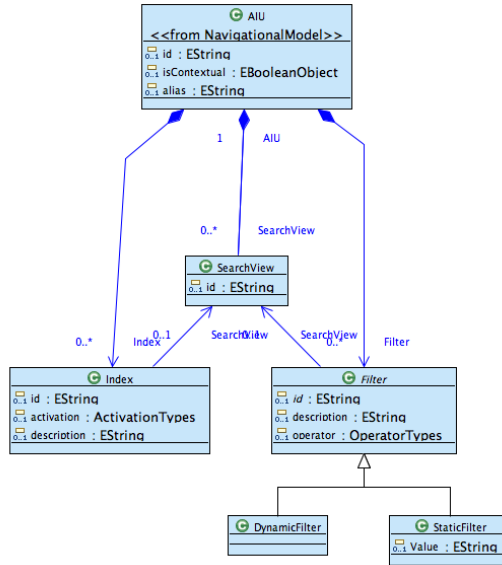 AIU
<<from NavigationalModel>>
0..1 id : EString
0..1 isContextual : EBooleanObject
0..1 alias : EString
1 AIU
0..* SearchView
SearchView
0..1 id : EString
0..* Index 0..1 SearchView 0..1 SearchView 0..* Filter
Index
0..1 id : EString
0..1 activation : ActivationTypes
0..1 description : EString
Filter
0..1 id : EString
0..1 description : EString
0..1 operator : OperatorTypes
DynamicFilter
StaticFilter
0..1 Value : EString